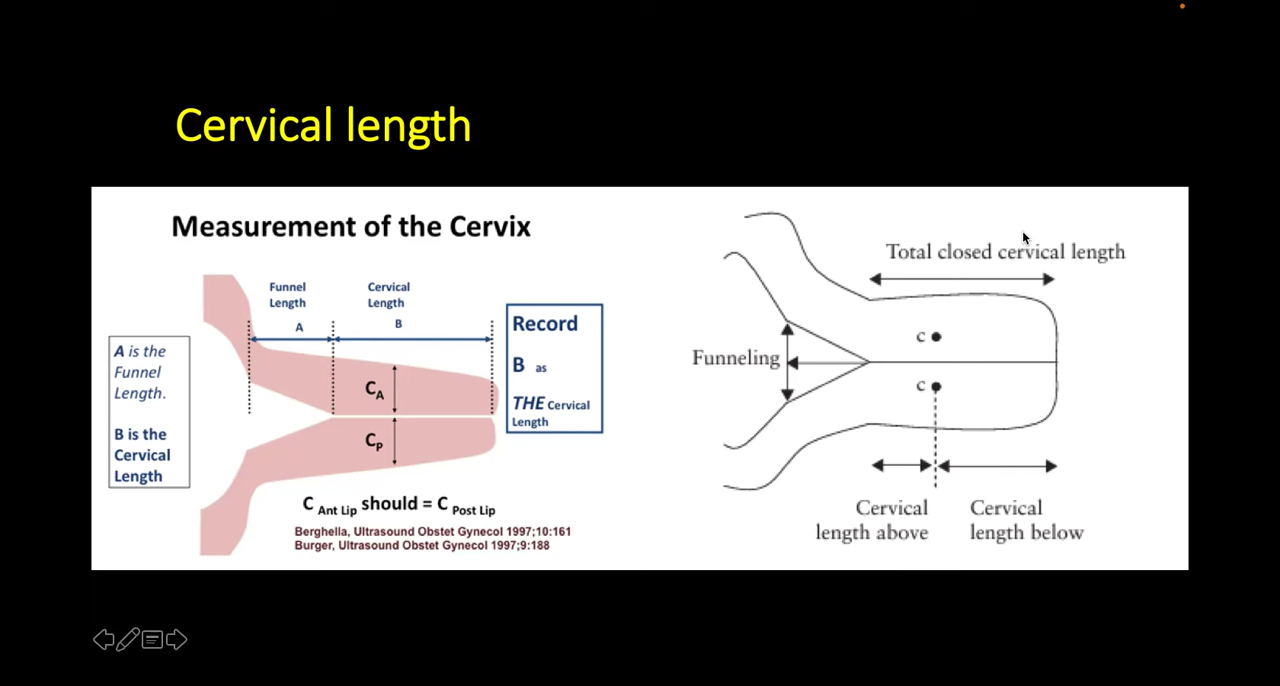 Cervical length
Measurement of the Cervix
Funnel
Length
A
Cervical
Length
B
A is the
Funnel
Length.
B is the
Cervical
Length
Record
B as
THE Cervical
Length
CA
CP
C Ant Lip should = C Post Lip
Berghella, Ultrasound Obstet Gynecol 1997;10:161
Burger, Ultrasound Obstet Gynecol 1997;9:188
Total closed cervical length
Funneling
c
c
Cervical
length above
Cervical
length below